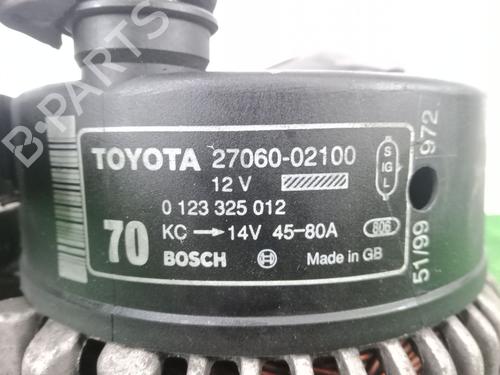 TOYOTA 27060-02100
12 V
0 123 325 012
70 KC → 14V 45-80A 806
BOSCH Made in GB
S
IG
L
972
51/99
B-PARTS